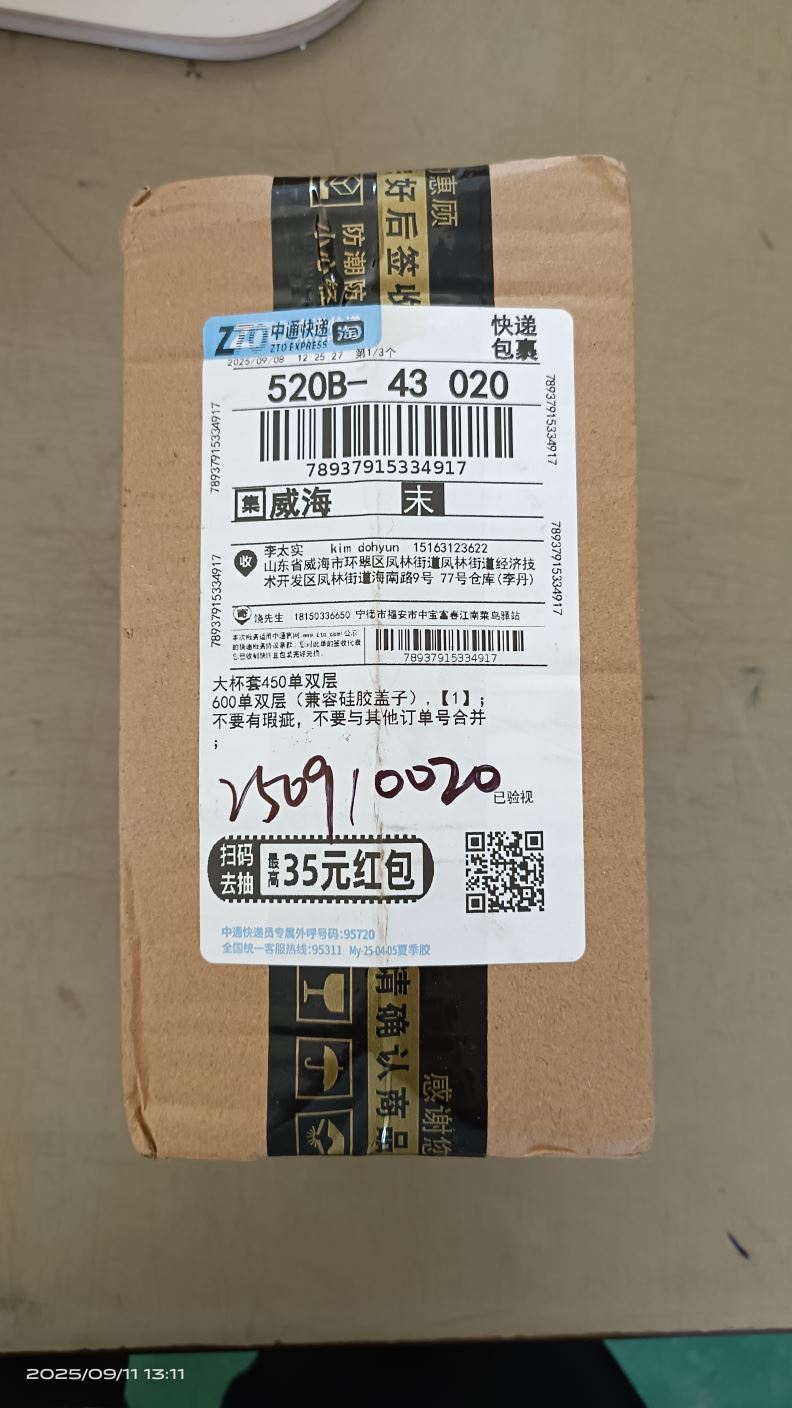 惠顾
好后签收
防潮防
小心轻
ZTO 中通快递 淘
ZTO EXPRESS
快递
包裹
2025/09/08 12:25:27 第1/3个
520B- 43 020
78937915334917
78937915334917
78937915334917
集 威海 末
收 李太实 kim dohyun 15163123622
山东省威海市环翠区凤林街道凤林街道经济技
术开发区凤林街道海南路9号 77号仓库(李丹)
78937915334917
78937915334917
寄 饶先生 18150336650 宁德市福安市中宝富春江南菜鸟驿站
78937915334917
大杯套450单双层
600单双层（兼容硅胶盖子）,【1】;
不要有瑕疵，不要与其他订单号合并
;
250910020
已验视
扫码
去抽
最高35元红包
中通快递员专属外呼号码:95720
全国统一客服热线:95311 My-25-04-05夏季胶
请确认商品
感谢您
2025/09/11 13:11